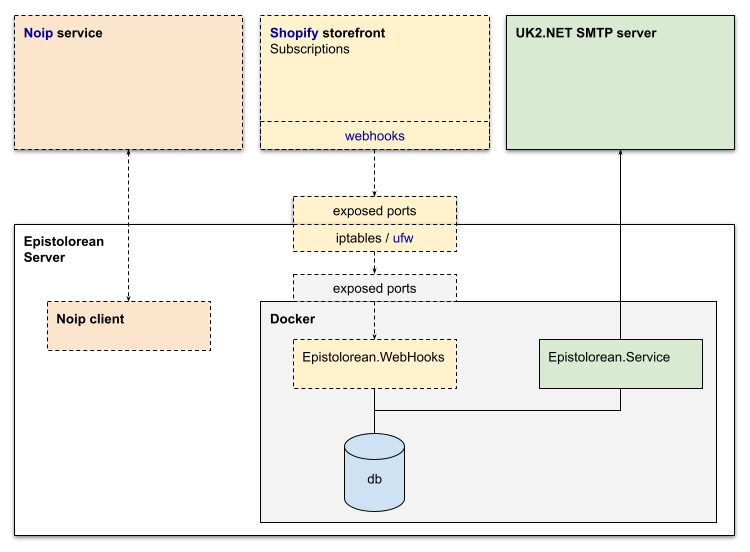 Noip service
Shopify storefront
Subscriptions
UK2.NET SMTP server
webhooks
exposed ports
iptables / ufw
Epistolorean
Server
exposed ports
Noip client
Docker
Epistolorean.WebHooks
Epistolorean.Service
db